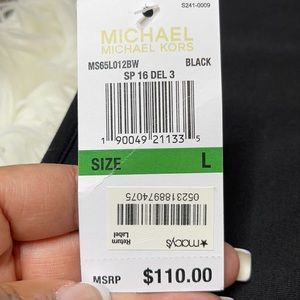 S241-0009
MICHAEL
MICHAEL KORS
MS65L012BW BLACK
SP 16 DEL 3
1 90049 21133 5
SIZE L
0523188974075
★macy's
Return
Label
MSRP $110.00